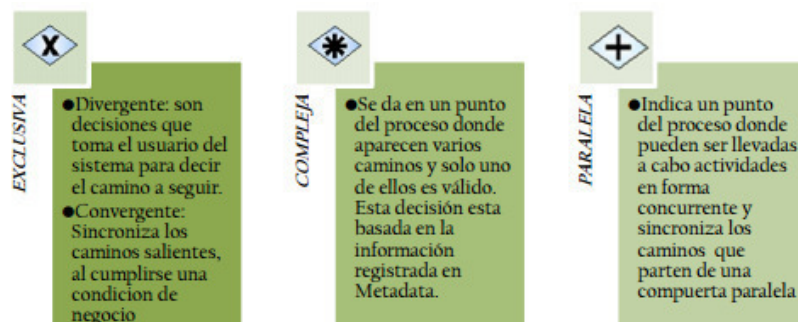 X
EXCLUSIVA
●Divergente: son
decisiones que
toma el usuario del
sistema para decir
el camino a seguir.
●Convergente:
Sincroniza los
caminos salientes,
al cumplirse una
condicion de
negocio
COMPLEJA
●Se da en un punto
del proceso donde
aparecen varios
caminos y solo uno
de ellos es válido.
Esta decisión esta
basada en la
información
registrada en
Metadata.
PARALELA
●Indica un punto
del proceso donde
pueden ser llevadas
a cabo actividades
en forma
concurrente y
sincroniza los
caminos que
parten de una
compuerta paralela